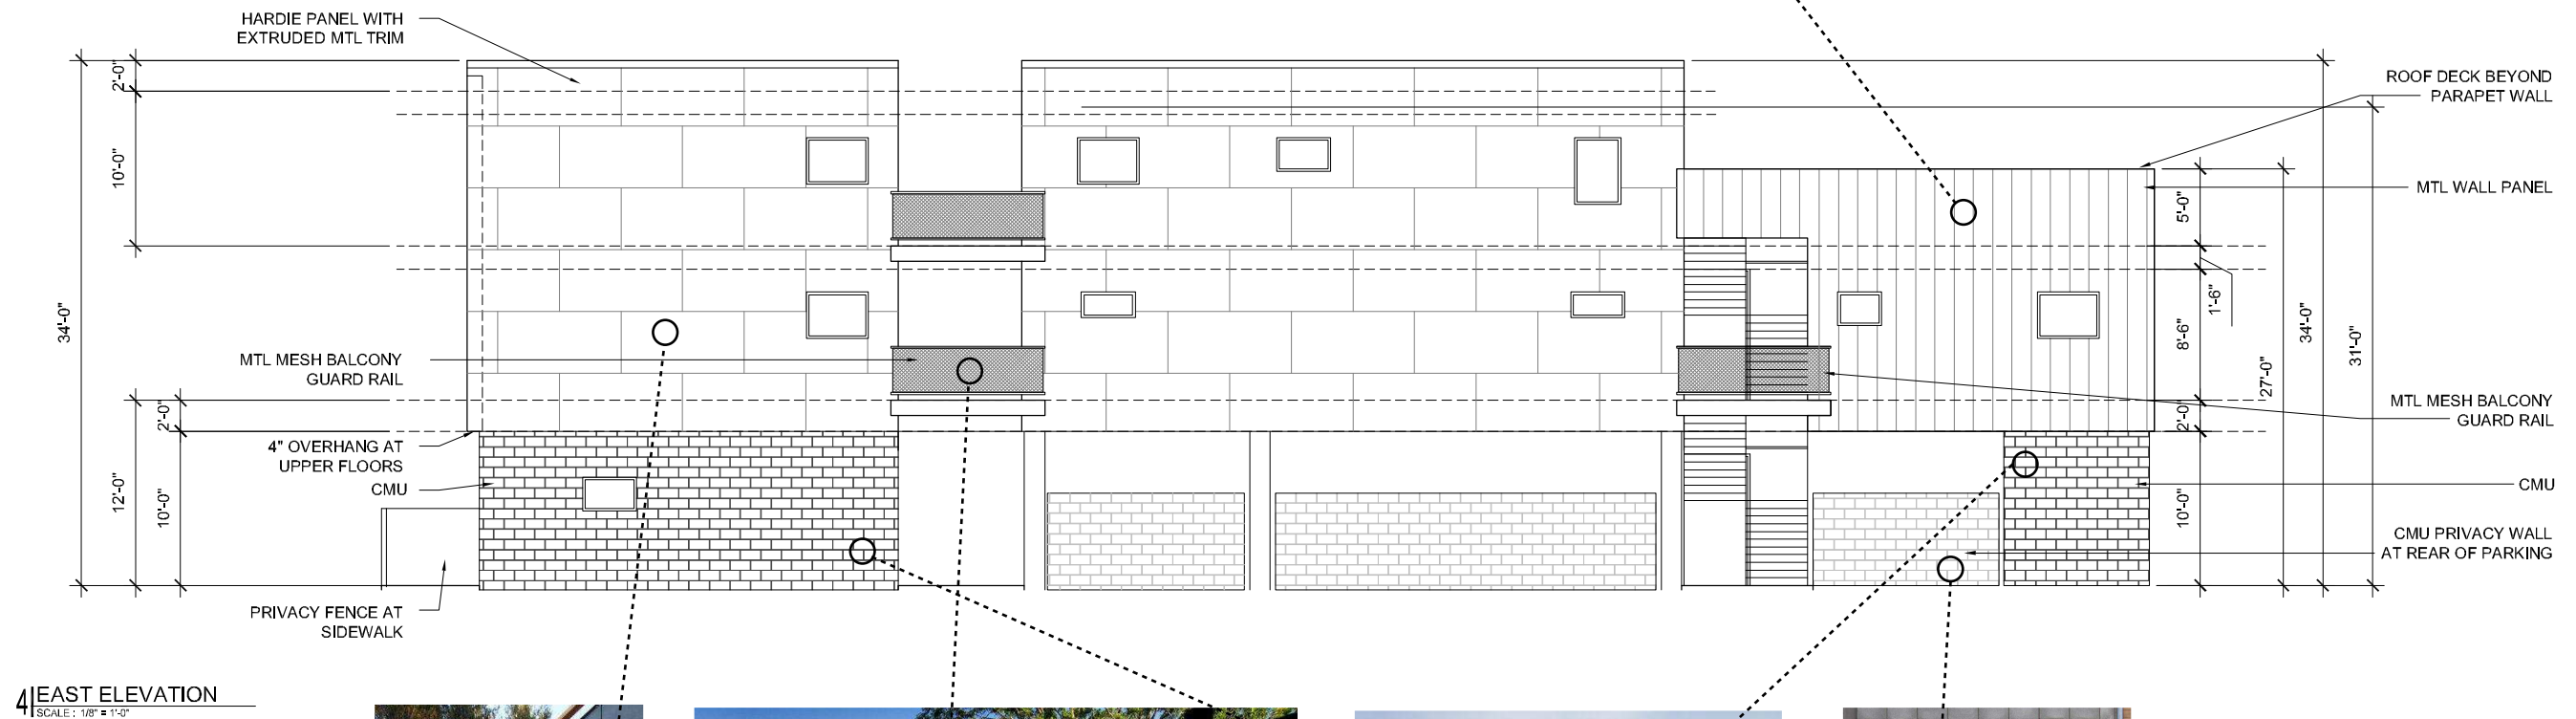 HARDIE PANEL WITH
EXTRUDED MTL TRIM
2'-0"
10'-0"
34'-0"
MTL MESH BALCONY
GUARD RAIL
2'-0"
4" OVERHANG AT
UPPER FLOORS
CMU
12'-0"
10'-0"
PRIVACY FENCE AT
SIDEWALK
ROOF DECK BEYOND
PARAPET WALL
MTL WALL PANEL
5'-0"
1'-6"
8'-6"
34'-0"
31'-0"
27'-0"
2'-0
MTL MESH BALCONY
GUARD RAIL
10'-0"
CMU
CMU PRIVACY WALL
AT REAR OF PARKING
4 EAST ELEVATION
SCALE : 1/8" = 1'-0"